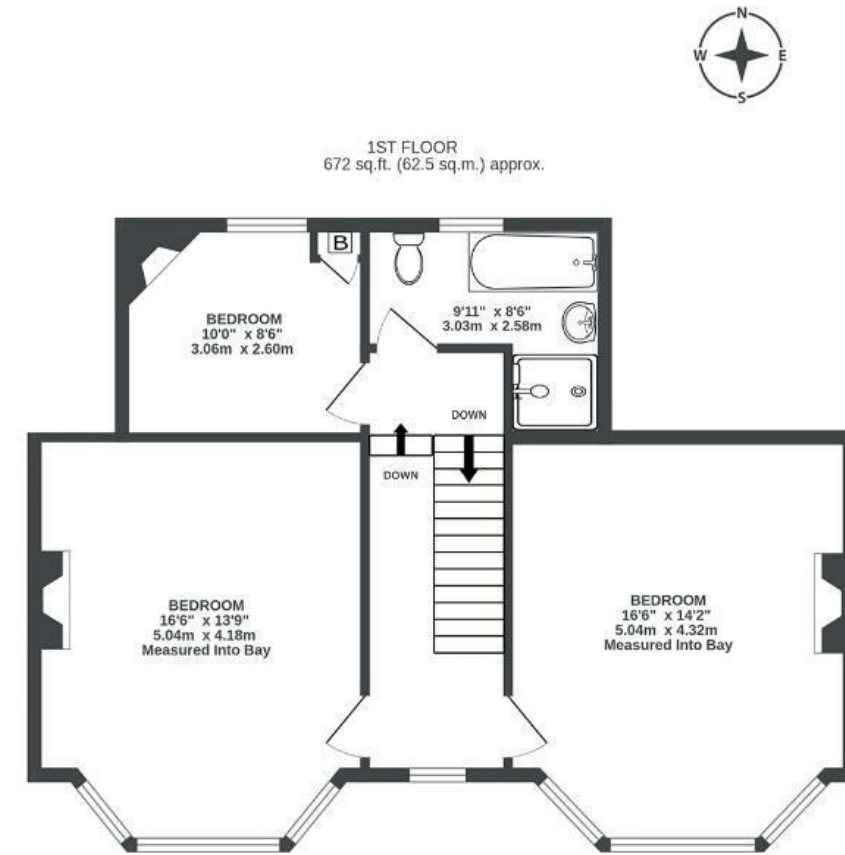 N
W E
S
1ST FLOOR
672 sq.ft. (62.5 sq.m.) approx.
B
BEDROOM
10'0" x 8'6"
3.06m x 2.60m
9'11" x 8'6"
3.03m x 2.58m
DOWN
DOWN
BEDROOM
16'6" x 13'9"
5.04m x 4.18m
Measured Into Bay
BEDROOM
16'6" x 14'2"
5.04m x 4.32m
Measured Into Bay